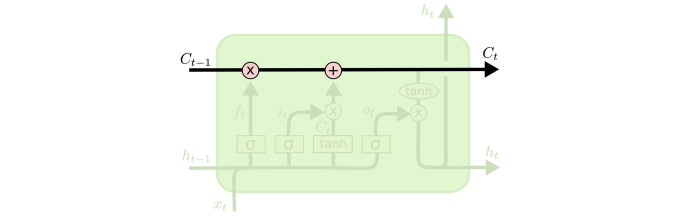 h_t
C_{t-1} × + C_t
tanh
f_t i_t × o_t ×
C̃_t
σ σ tanh σ
h_{t-1} h_t
x_t